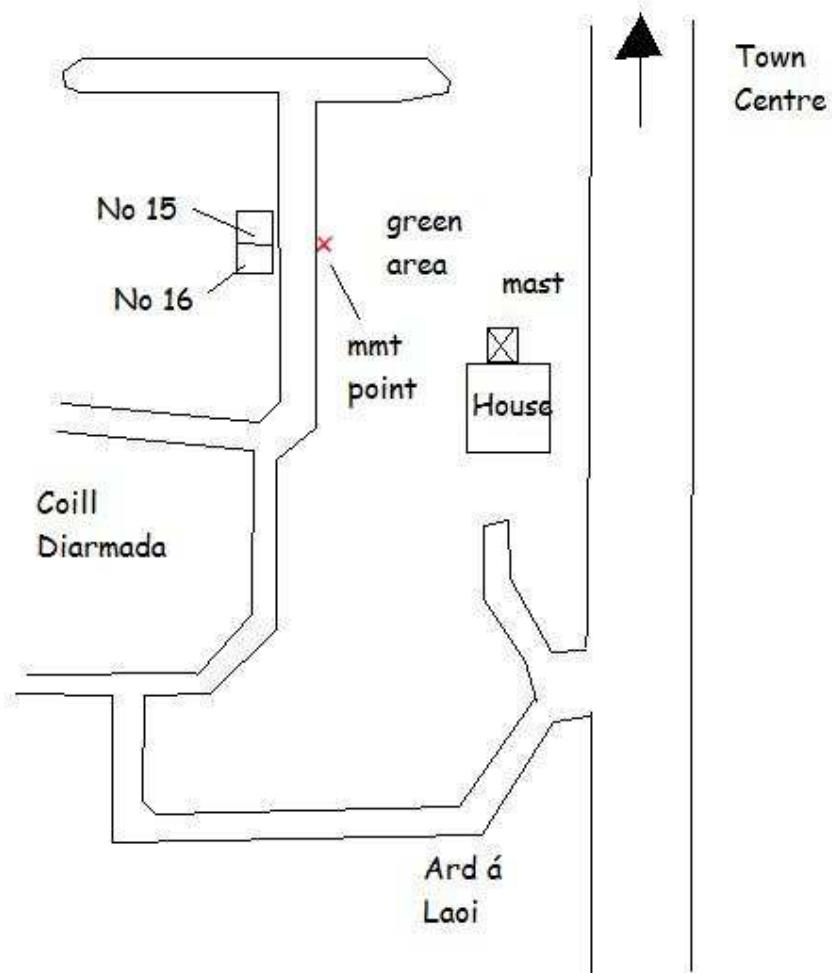 Town
Centre
No 15
green
area
No 16
mast
mmt
point
House
Coill
Diarmada
Ard á
Laoi